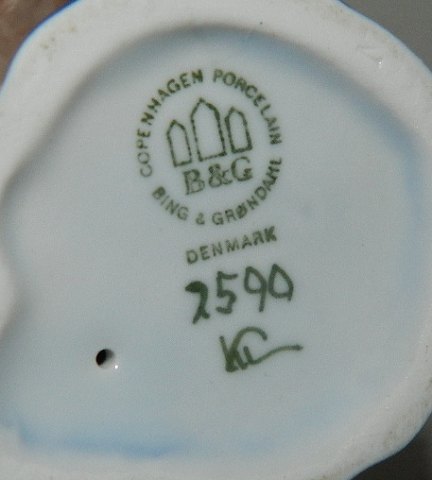 COPENHAGEN PORCELAIN
B&G
BING & GRØNDAHL
DENMARK
2590